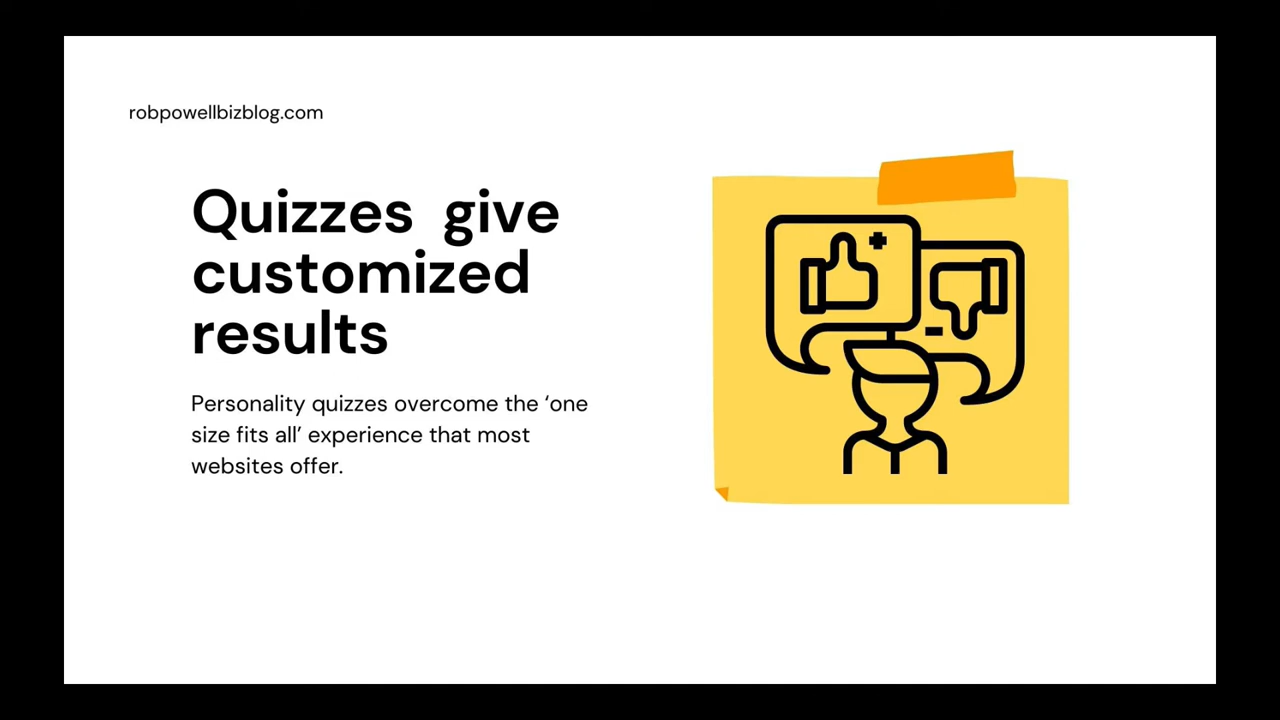 robpowellbizblog.com
Quizzes give
customized
results
Personality quizzes overcome the ‘one
size fits all’ experience that most
websites offer.